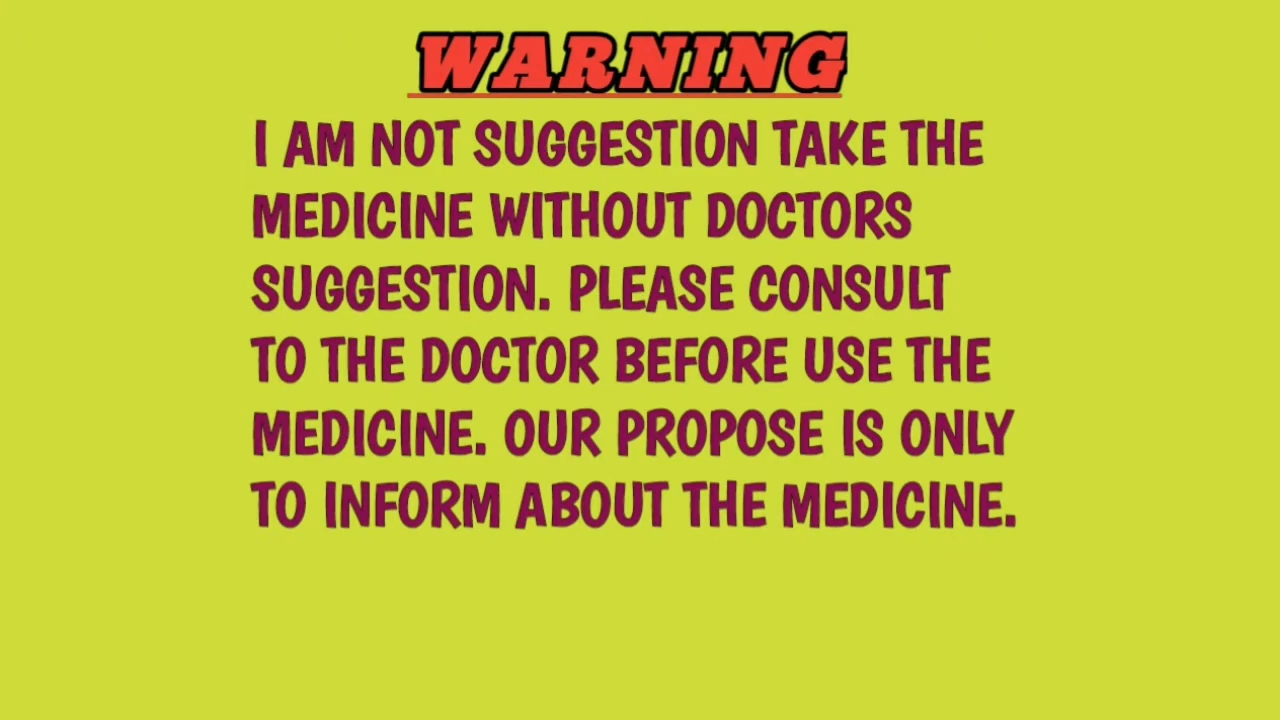 WARNING
I AM NOT SUGGESTION TAKE THE
MEDICINE WITHOUT DOCTORS
SUGGESTION. PLEASE CONSULT
TO THE DOCTOR BEFORE USE THE
MEDICINE. OUR PROPOSE IS ONLY
TO INFORM ABOUT THE MEDICINE.